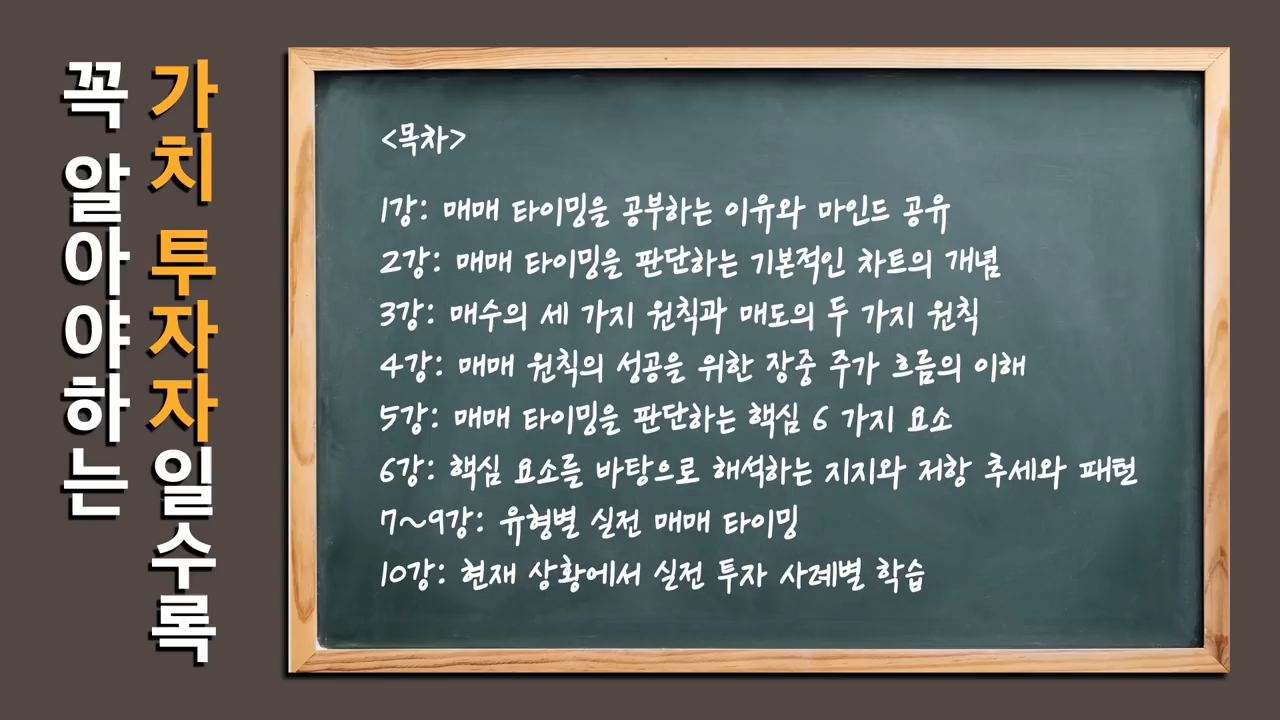 가치 투자자일수록
꼭 알아야하는
<목차>
1강: 매매 타이밍을 공부하는 이유와 마인드 공유
2강: 매매 타이밍을 판단하는 기본적인 차트의 개념
3강: 매수의 세 가지 원칙과 매도의 두 가지 원칙
4강: 매매 원칙의 성공을 위한 장중 주가 흐름의 이해
5강: 매매 타이밍을 판단하는 핵심 6 가지 요소
6강: 핵심 요소를 바탕으로 해석하는 지지와 저항 추세와 패턴
7~9강: 유형별 실전 매매 타이밍
10강: 현재 상황에서 실전 투자 사례별 학습